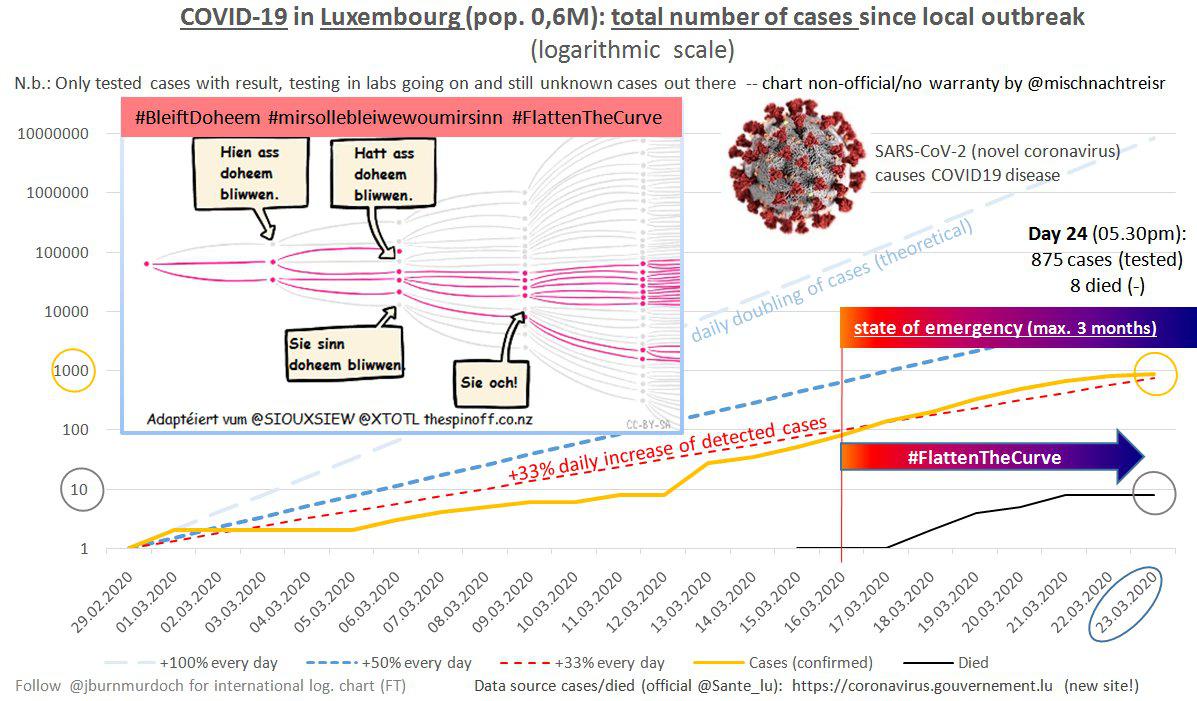 COVID-19 in Luxembourg (pop. 0,6M): total number of cases since local outbreak
(logarithmic scale)
N.b.: Only tested cases with result, testing in labs going on and still unknown cases out there -- chart non-official/no warranty by @mischnachtreisr
#BleiftDoheem #mirsollebleiwewoumirsinn #FlattenTheCurve
Hien ass
doheem
bliwwen.
Hatt ass
doheem
bliwwen.
Sie sinn
doheem bliwwen.
Sie och!
Adaptéiert vum @SIOUXSIEW @XTOTL thespinoff.co.nz
CC-BY-SA
SARS-CoV-2 (novel coronavirus)
causes COVID19 disease
Day 24 (05.30pm):
875 cases (tested)
8 died (-)
daily doubling of cases (theoretical)
state of emergency (max. 3 months)
+33% daily increase of detected cases
#FlattenTheCurve
10000000
1000000
100000
10000
1000
100
10
1
29.02.2020
01.03.2020
02.03.2020
03.03.2020
04.03.2020
05.03.2020
06.03.2020
07.03.2020
08.03.2020
09.03.2020
10.03.2020
11.03.2020
12.03.2020
13.03.2020
14.03.2020
15.03.2020
16.03.2020
17.03.2020
18.03.2020
19.03.2020
20.03.2020
21.03.2020
22.03.2020
23.03.2020
+100% every day
+50% every day
+33% every day
Cases (confirmed)
Died
Follow @jburnmurdoch for international log. chart (FT)
Data source cases/died (official @Sante_lu): https://coronavirus.gouvernement.lu (new site!)